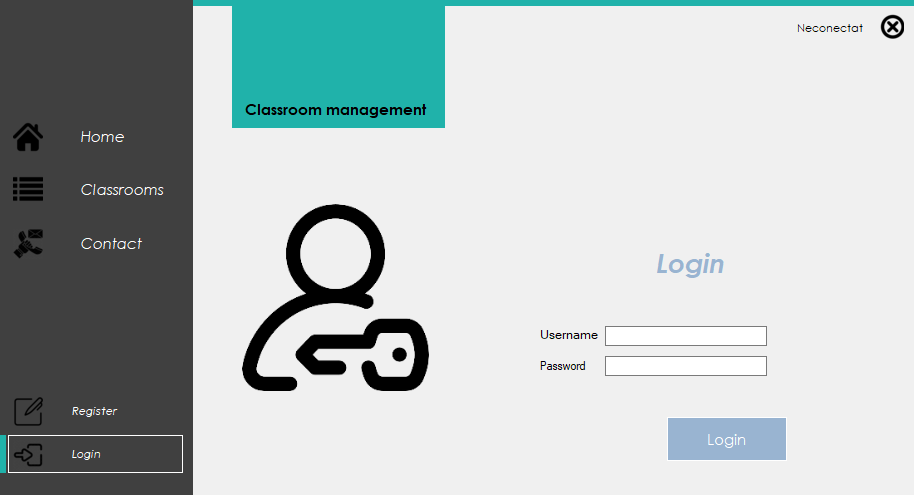 Neconectat
Classroom management
Home
Classrooms
Contact
Login
Username
Password
Register
Login
Login